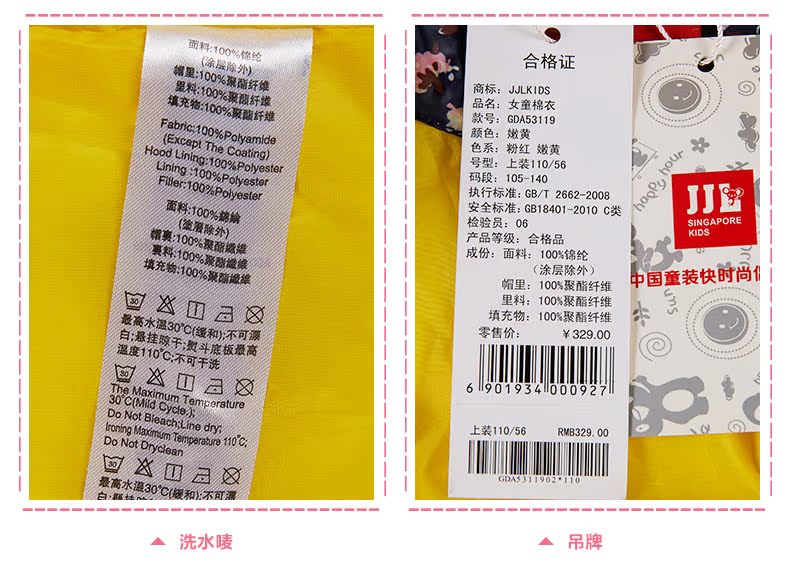 面料:100%锦纶
(涂层除外)
帽里:100%聚酯纤维
里料:100%聚酯纤维
填充物:100%聚酯纤维
Fabric:100%Polyamide
(Except The Coating)
Hood Lining:100%Polyester
Lining :100%Polyester
Filler:100%Polyester
面料:100%錦綸
(塗層除外)
帽裏:100%聚酯纖維
裏料:100%聚酯纖維
填充物:100%聚酯纖維
30
最高水温30℃(缓和);不可漂
白;悬挂晾干;熨斗底板最高
温度110℃;不可干洗
30
The Maximum Temperature
30℃(Mild Cycle.);
Do Not Bleach;Line dry;
Ironing Maximum Temperature 110℃;
Do Not Dryclean
30
最高水温30℃(緩和);不可漂
洗水唛
合格证
商标: JJLKIDS
品名: 女童棉衣
款号: GDA53119
颜色: 嫩黄
色系: 粉红 嫩黄
号型: 上装110/56
码段: 105-140
执行标准: GB/T 2662-2008
安全标准: GB18401-2010 C类
检验员: 06
产品等级: 合格品
成份: 面料: 100%锦纶
(涂层除外)
帽里: 100%聚酯纤维
里料: 100%聚酯纤维
填充物: 100%聚酯纤维
零售价: ￥329.00
6 901934 000927
上装110/56 RMB329.00
GDA5311902*110
happy hour
JJL
SINGAPORE
KIDS
中国童装快时尚
吊牌